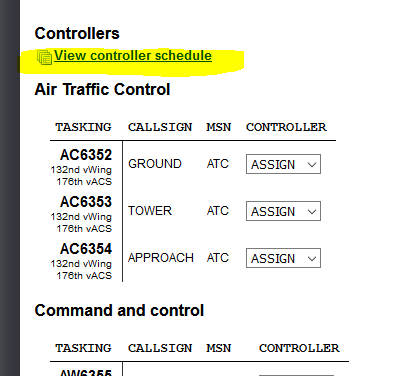 Controllers
View controller schedule
Air Traffic Control
TASKING CALLSIGN MSN CONTROLLER
AC6352
132nd vWing
176th vACS
GROUND ATC ASSIGN
AC6353
132nd vWing
176th vACS
TOWER ATC ASSIGN
AC6354
132nd vWing
176th vACS
APPROACH ATC ASSIGN
Command and control
TASKING CALLSIGN MSN CONTROLLER
AW6355